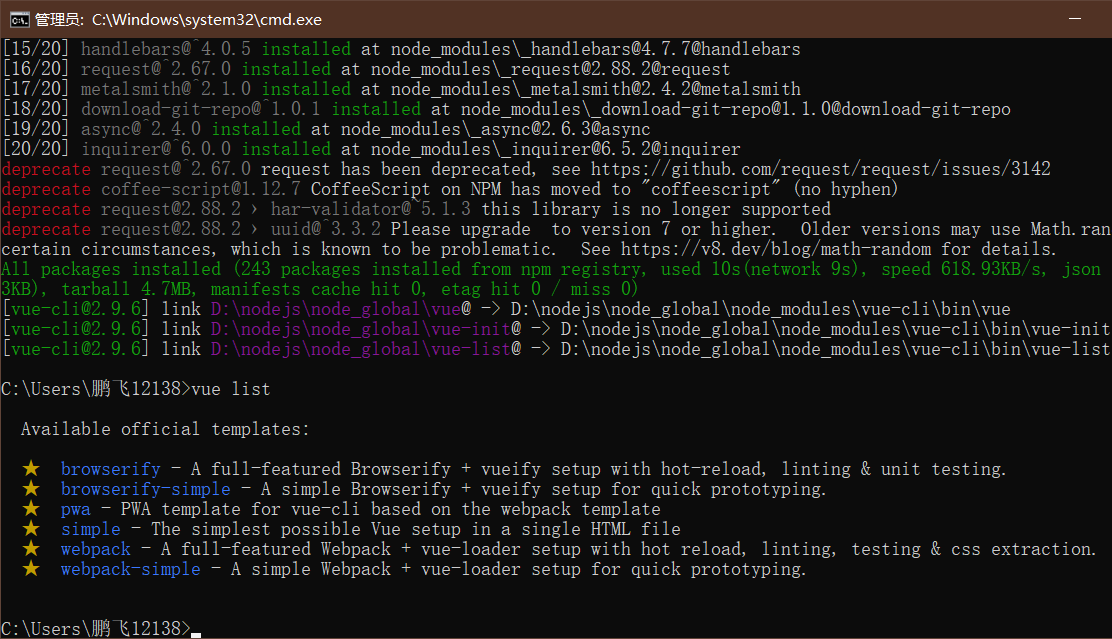 管理员: C:\Windows\system32\cmd.exe
[15/20] handlebars@^4.0.5 installed at node_modules\_handlebars@4.7.7@handlebars
[16/20] request@^2.67.0 installed at node_modules\_request@2.88.2@request
[17/20] metalsmith@^2.1.0 installed at node_modules\_metalsmith@2.4.2@metalsmith
[18/20] download-git-repo@^1.0.1 installed at node_modules\_download-git-repo@1.1.0@download-git-repo
[19/20] async@^2.4.0 installed at node_modules\_async@2.6.3@async
[20/20] inquirer@^6.0.0 installed at node_modules\_inquirer@6.5.2@inquirer
deprecate request@^2.67.0 request has been deprecated, see https://github.com/request/request/issues/3142
deprecate coffee-script@1.12.7 CoffeeScript on NPM has moved to "coffeescript" (no hyphen)
deprecate request@2.88.2 › har-validator@~5.1.3 this library is no longer supported
deprecate request@2.88.2 › uuid@^3.3.2 Please upgrade  to version 7 or higher.  Older versions may use Math.ran
certain circumstances, which is known to be problematic.  See https://v8.dev/blog/math-random for details.
All packages installed (243 packages installed from npm registry, used 10s(network 9s), speed 618.93KB/s, json
3KB), tarball 4.7MB, manifests cache hit 0, etag hit 0 / miss 0)
[vue-cli@2.9.6] link D:\nodejs\node_global\vue@ -> D:\nodejs\node_global\node_modules\vue-cli\bin\vue
[vue-cli@2.9.6] link D:\nodejs\node_global\vue-init@ -> D:\nodejs\node_global\node_modules\vue-cli\bin\vue-init
[vue-cli@2.9.6] link D:\nodejs\node_global\vue-list@ -> D:\nodejs\node_global\node_modules\vue-cli\bin\vue-list
C:\Users\鹏飞12138>vue list
Available official templates:
★ browserify - A full-featured Browserify + vueify setup with hot-reload, linting & unit testing.
★ browserify-simple - A simple Browserify + vueify setup for quick prototyping.
★ pwa - PWA template for vue-cli based on the webpack template
★ simple - The simplest possible Vue setup in a single HTML file
★ webpack - A full-featured Webpack + vue-loader setup with hot reload, linting, testing & css extraction.
★ webpack-simple - A simple Webpack + vue-loader setup for quick prototyping.
C:\Users\鹏飞12138>